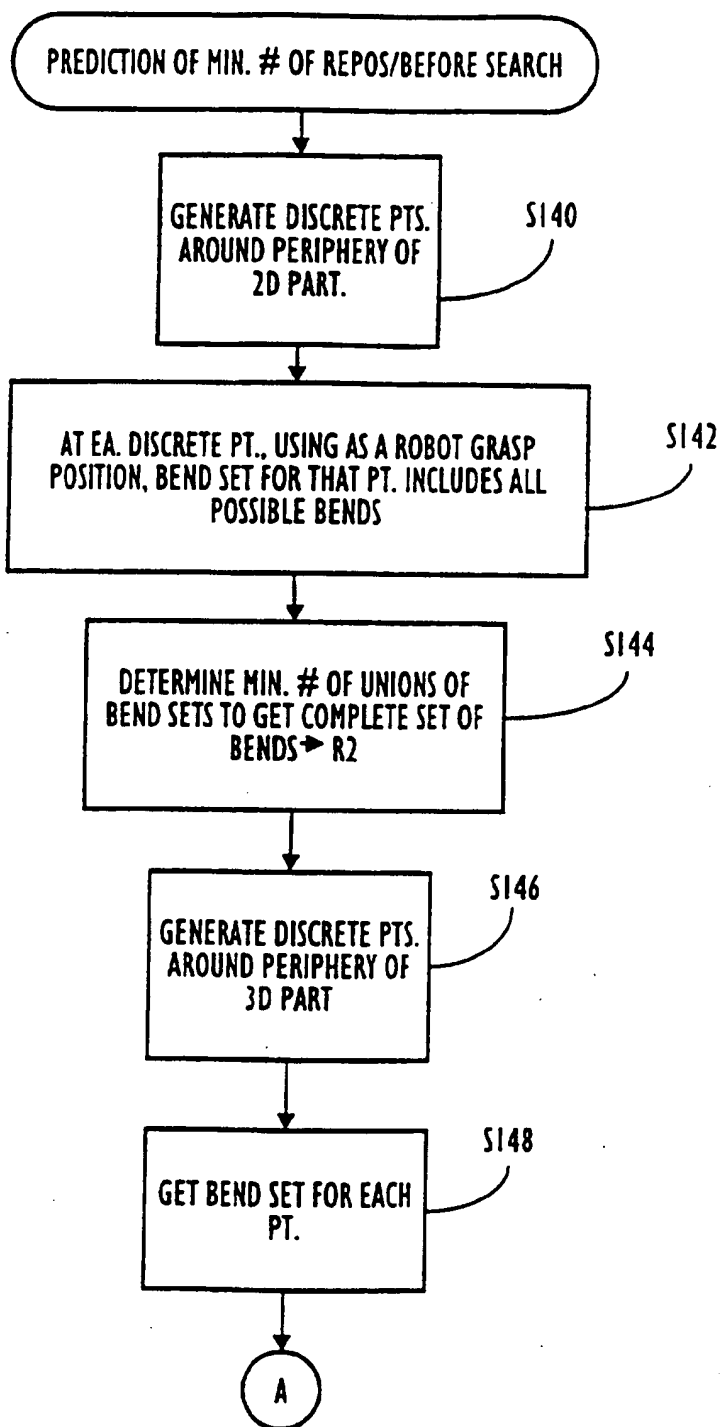 PREDICTION OF MIN. # OF REPOS/BEFORE SEARCH
GENERATE DISCRETE PTS.
AROUND PERIPHERY OF
2D PART.
S140
AT EA. DISCRETE PT., USING AS A ROBOT GRASP
POSITION, BEND SET FOR THAT PT. INCLUDES ALL
POSSIBLE BENDS
S142
DETERMINE MIN. # OF UNIONS OF
BEND SETS TO GET COMPLETE SET OF
BENDS→ R2
S144
GENERATE DISCRETE PTS.
AROUND PERIPHERY OF
3D PART
S146
GET BEND SET FOR EACH
PT.
S148
A